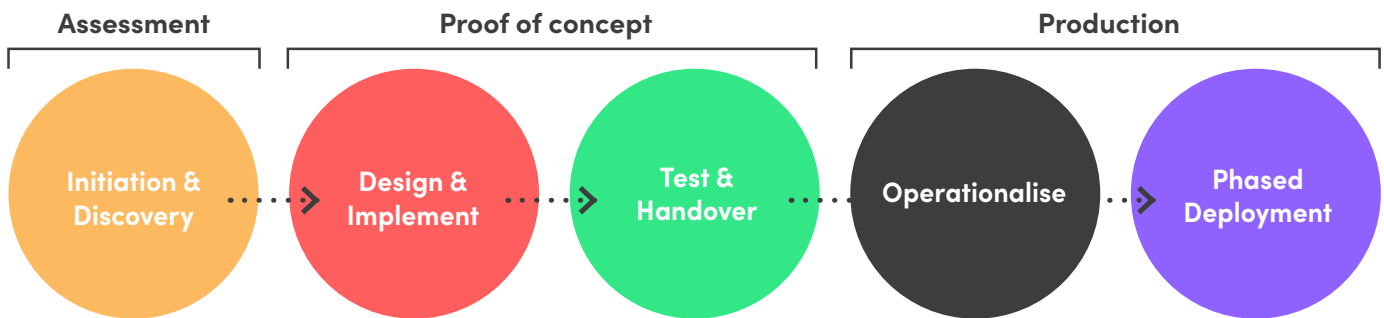 Assessment
Proof of concept
Production
Initiation &
Discovery
Design &
Implement
Test &
Handover
Operationalise
Phased
Deployment